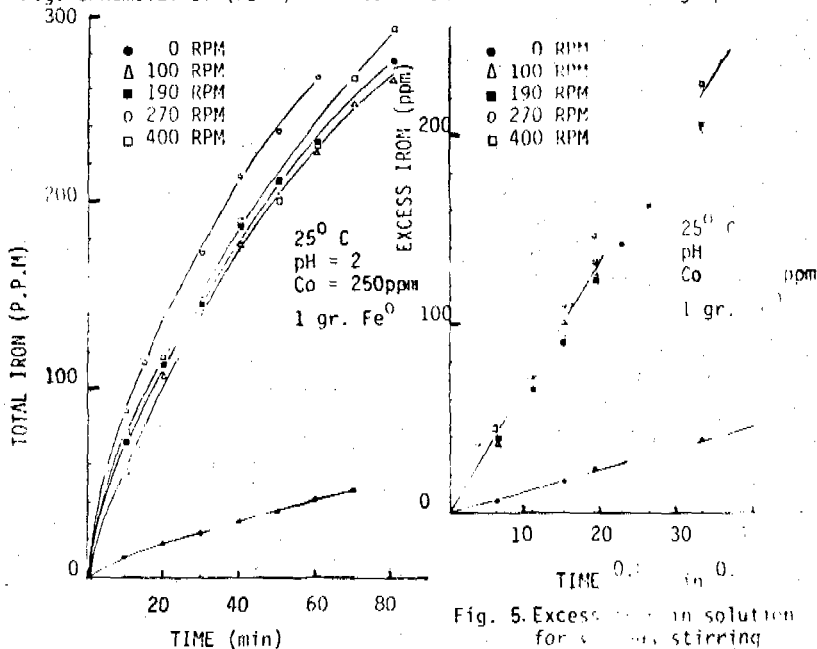 300
200
100
0
TOTAL IRON (P.P.M)
0 RPM
100 RPM
190 RPM
270 RPM
400 RPM
25⁰ C
pH = 2
Co = 250ppm
1 gr. Fe⁰
20 40 60 80
TIME (min)
200
100
0
EXCESS IRON (ppm)
0 RPM
100 RPM
190 RPM
270 RPM
400 RPM
25⁰ C
pH
Co ppm
1 gr.
10 20 30
TIME
Fig. 5. Excess in solution
for stirring